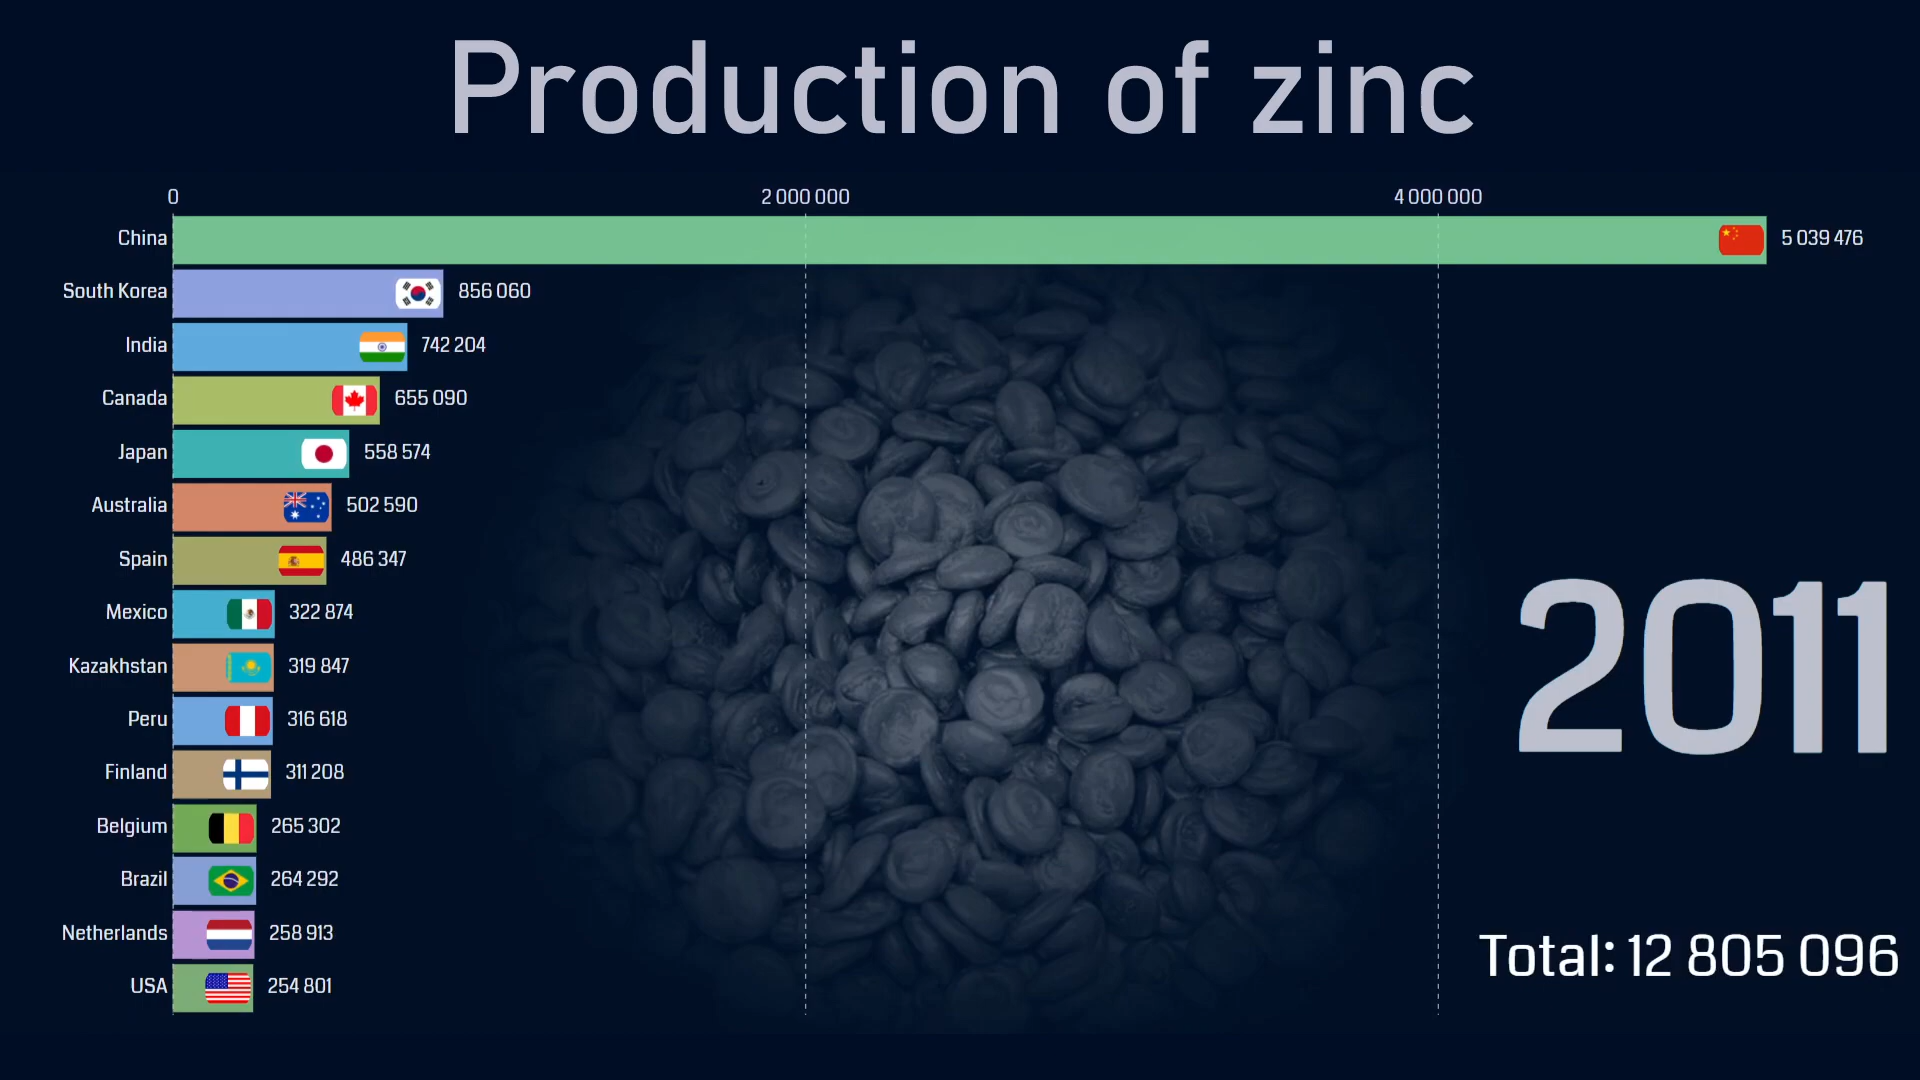 Production of zinc
0 2 000 000 4 000 000
China 5 039 476
South Korea 856 060
India 742 204
Canada 655 090
Japan 558 574
Australia 502 590
Spain 486 347
Mexico 322 874
Kazakhstan 319 847
Peru 316 618
Finland 311 208
Belgium 265 302
Brazil 264 292
Netherlands 258 913
USA 254 801
2011
Total: 12 805 096